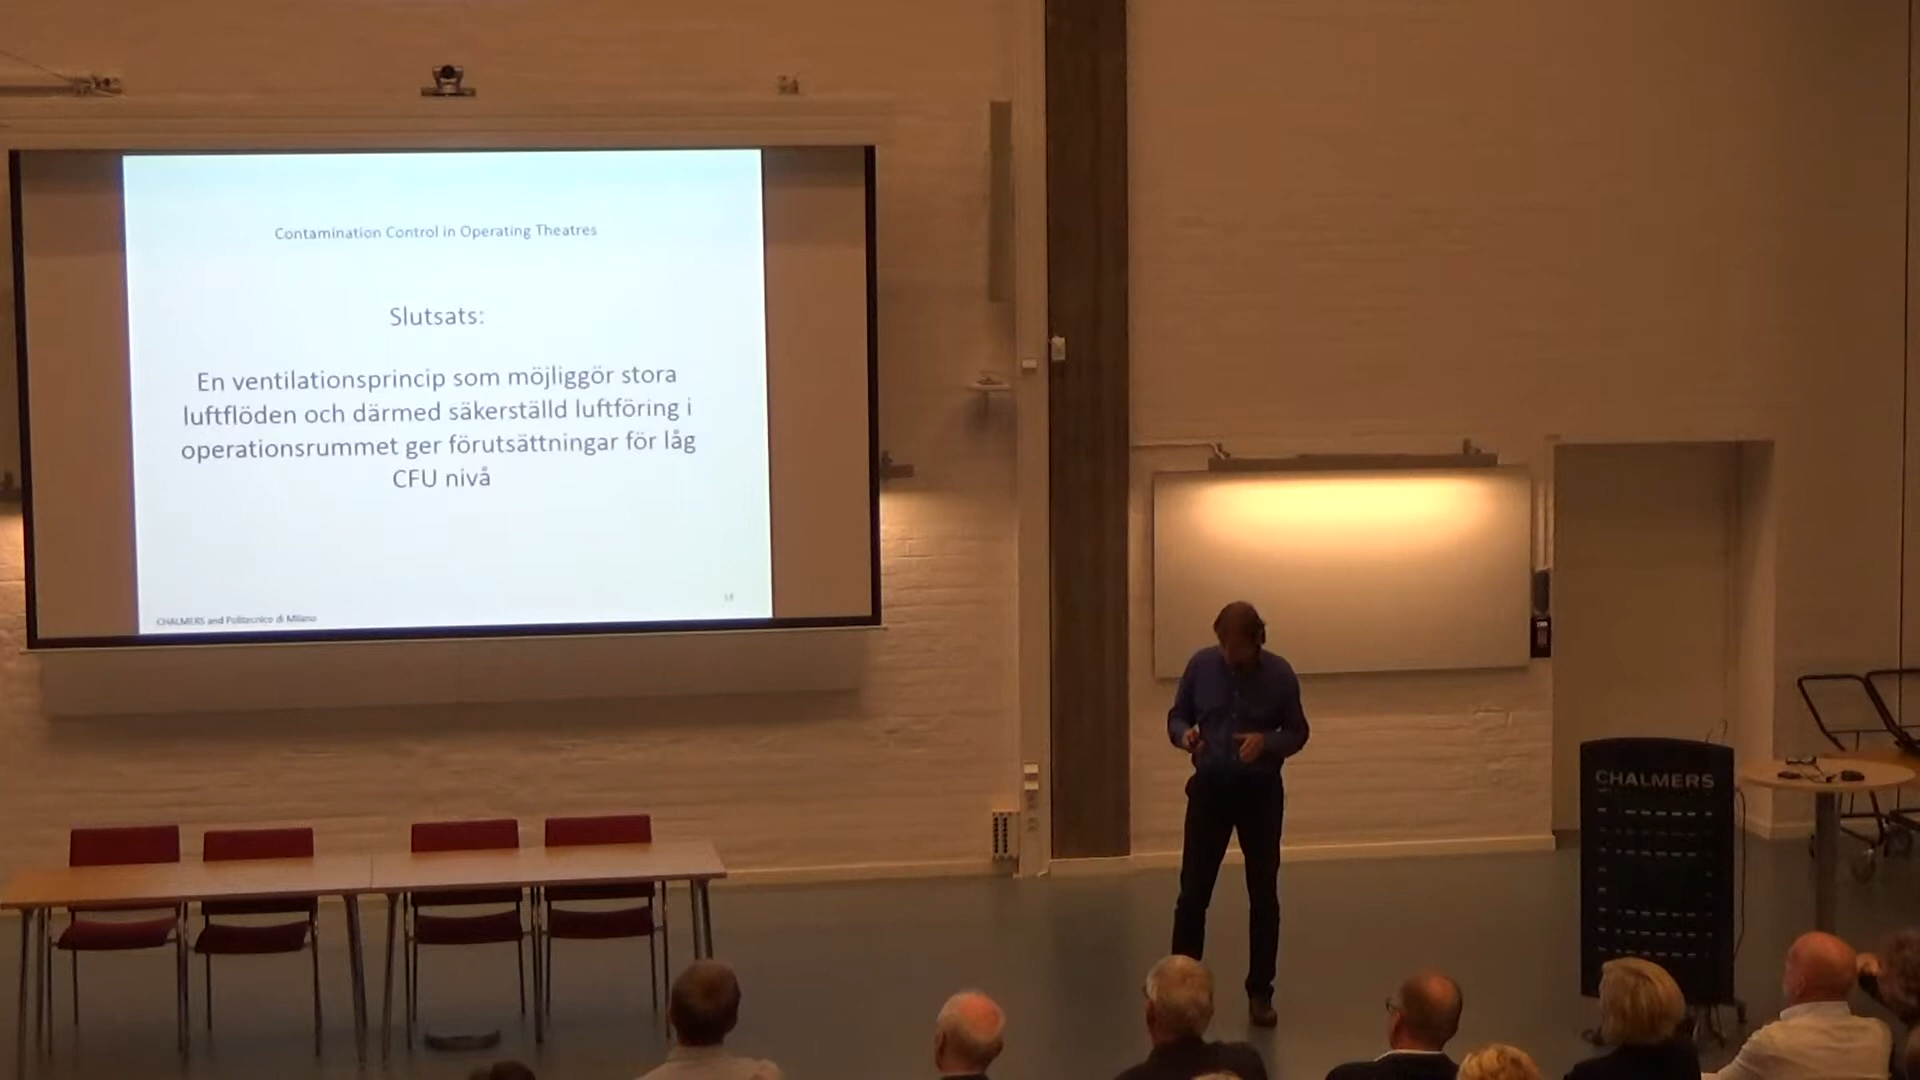 Contamination Control in Operating Theatres
Slutsats:
En ventilationsprincip som möjliggör stora
luftflöden och därmed säkerställd luftföring i
operationsrummet ger förutsättningar för låg
CFU nivå
CHALMERS and Politecnico di Milano
CHALMERS